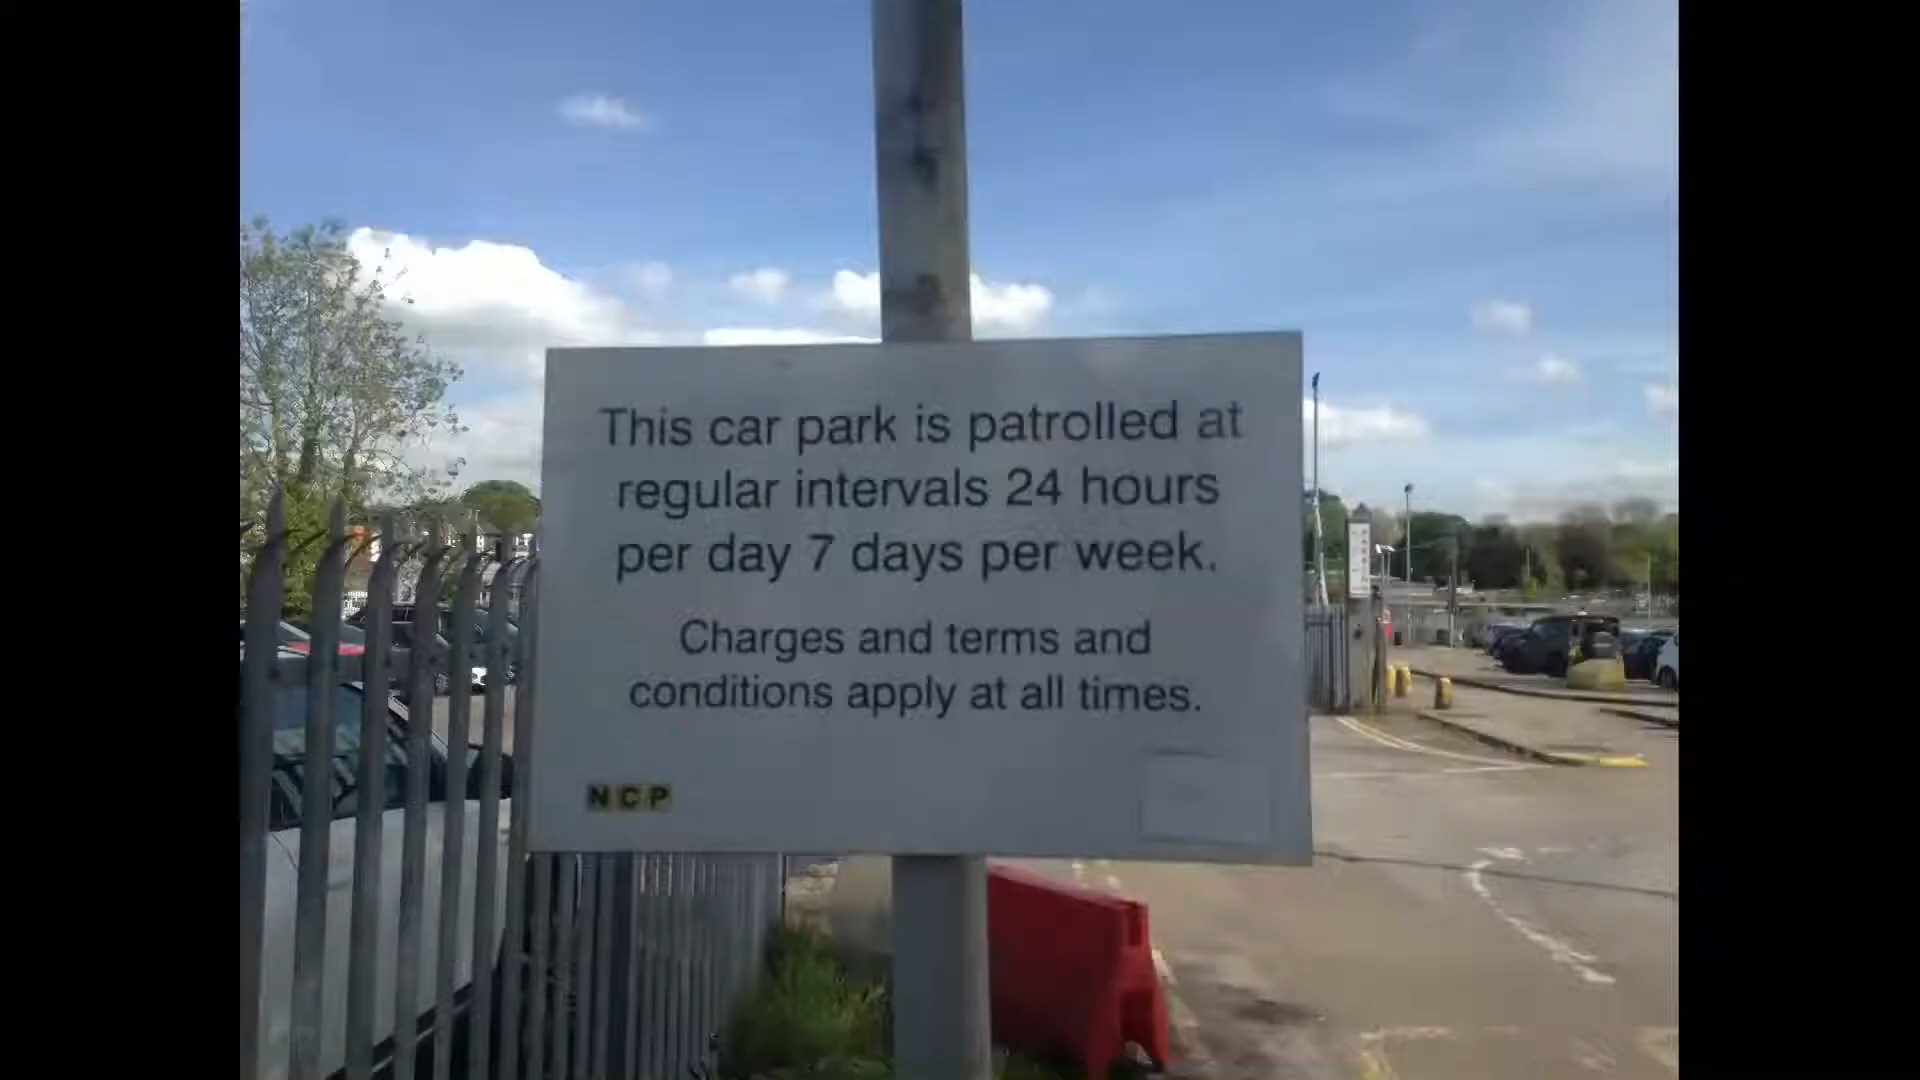 This car park is patrolled at
regular intervals 24 hours
per day 7 days per week.
Charges and terms and
conditions apply at all times.
NCP